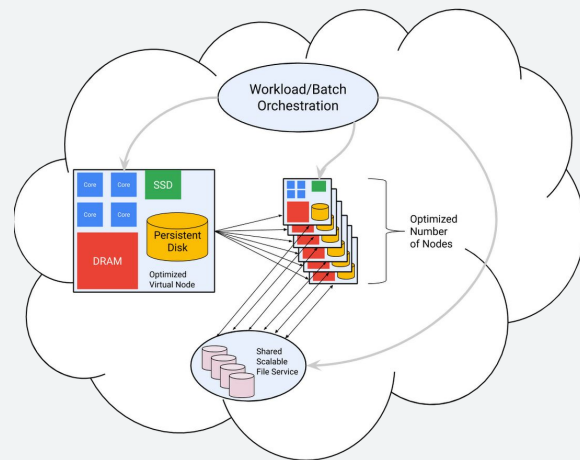 Workload/Batch
Orchestration
Core
Core
SSD
Core
Core
Persistent
Disk
DRAM
Optimized
Virtual Node
Optimized
Number
of Nodes
Shared
Scalable
File Service